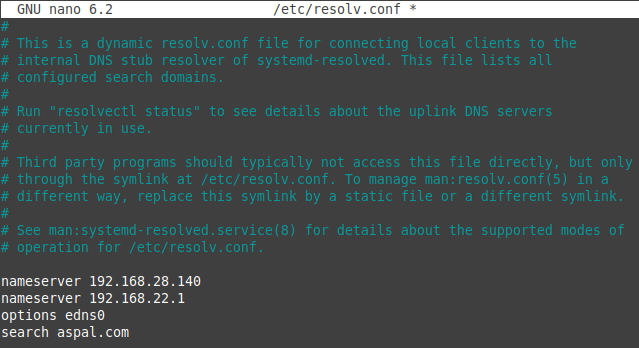 GNU nano 6.2 /etc/resolv.conf *
#
# This is a dynamic resolv.conf file for connecting local clients to the
# internal DNS stub resolver of systemd-resolved. This file lists all
# configured search domains.
#
# Run "resolvectl status" to see details about the uplink DNS servers
# currently in use.
#
# Third party programs should typically not access this file directly, but only
# through the symlink at /etc/resolv.conf. To manage man:resolv.conf(5) in a
# different way, replace this symlink by a static file or a different symlink.
#
# See man:systemd-resolved.service(8) for details about the supported modes of
# operation for /etc/resolv.conf.
nameserver 192.168.28.140
nameserver 192.168.22.1
options edns0
search aspal.com